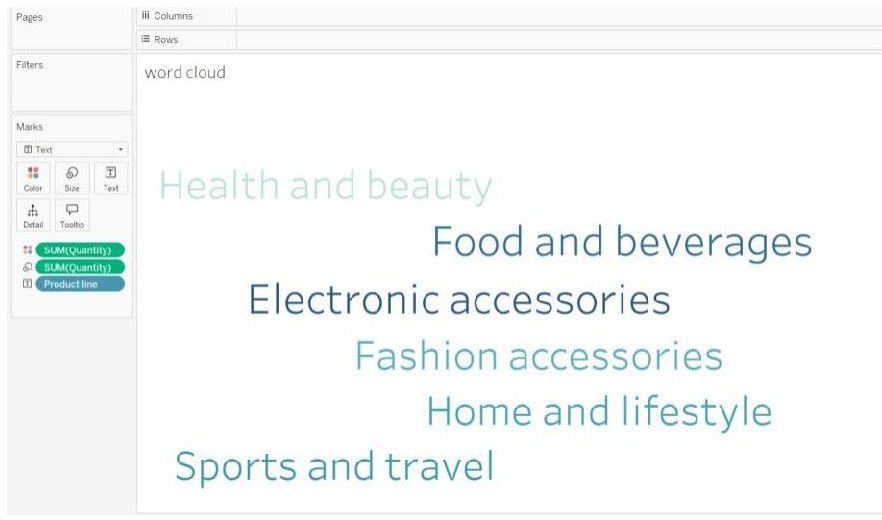 Pages
Columns
Rows
Filters
word cloud
Marks
Text
Color
Size
Text
Detail
Tooltip
SUM(Quantity)
SUM(Quantity)
Product line
Health and beauty
Food and beverages
Electronic accessories
Fashion accessories
Home and lifestyle
Sports and travel